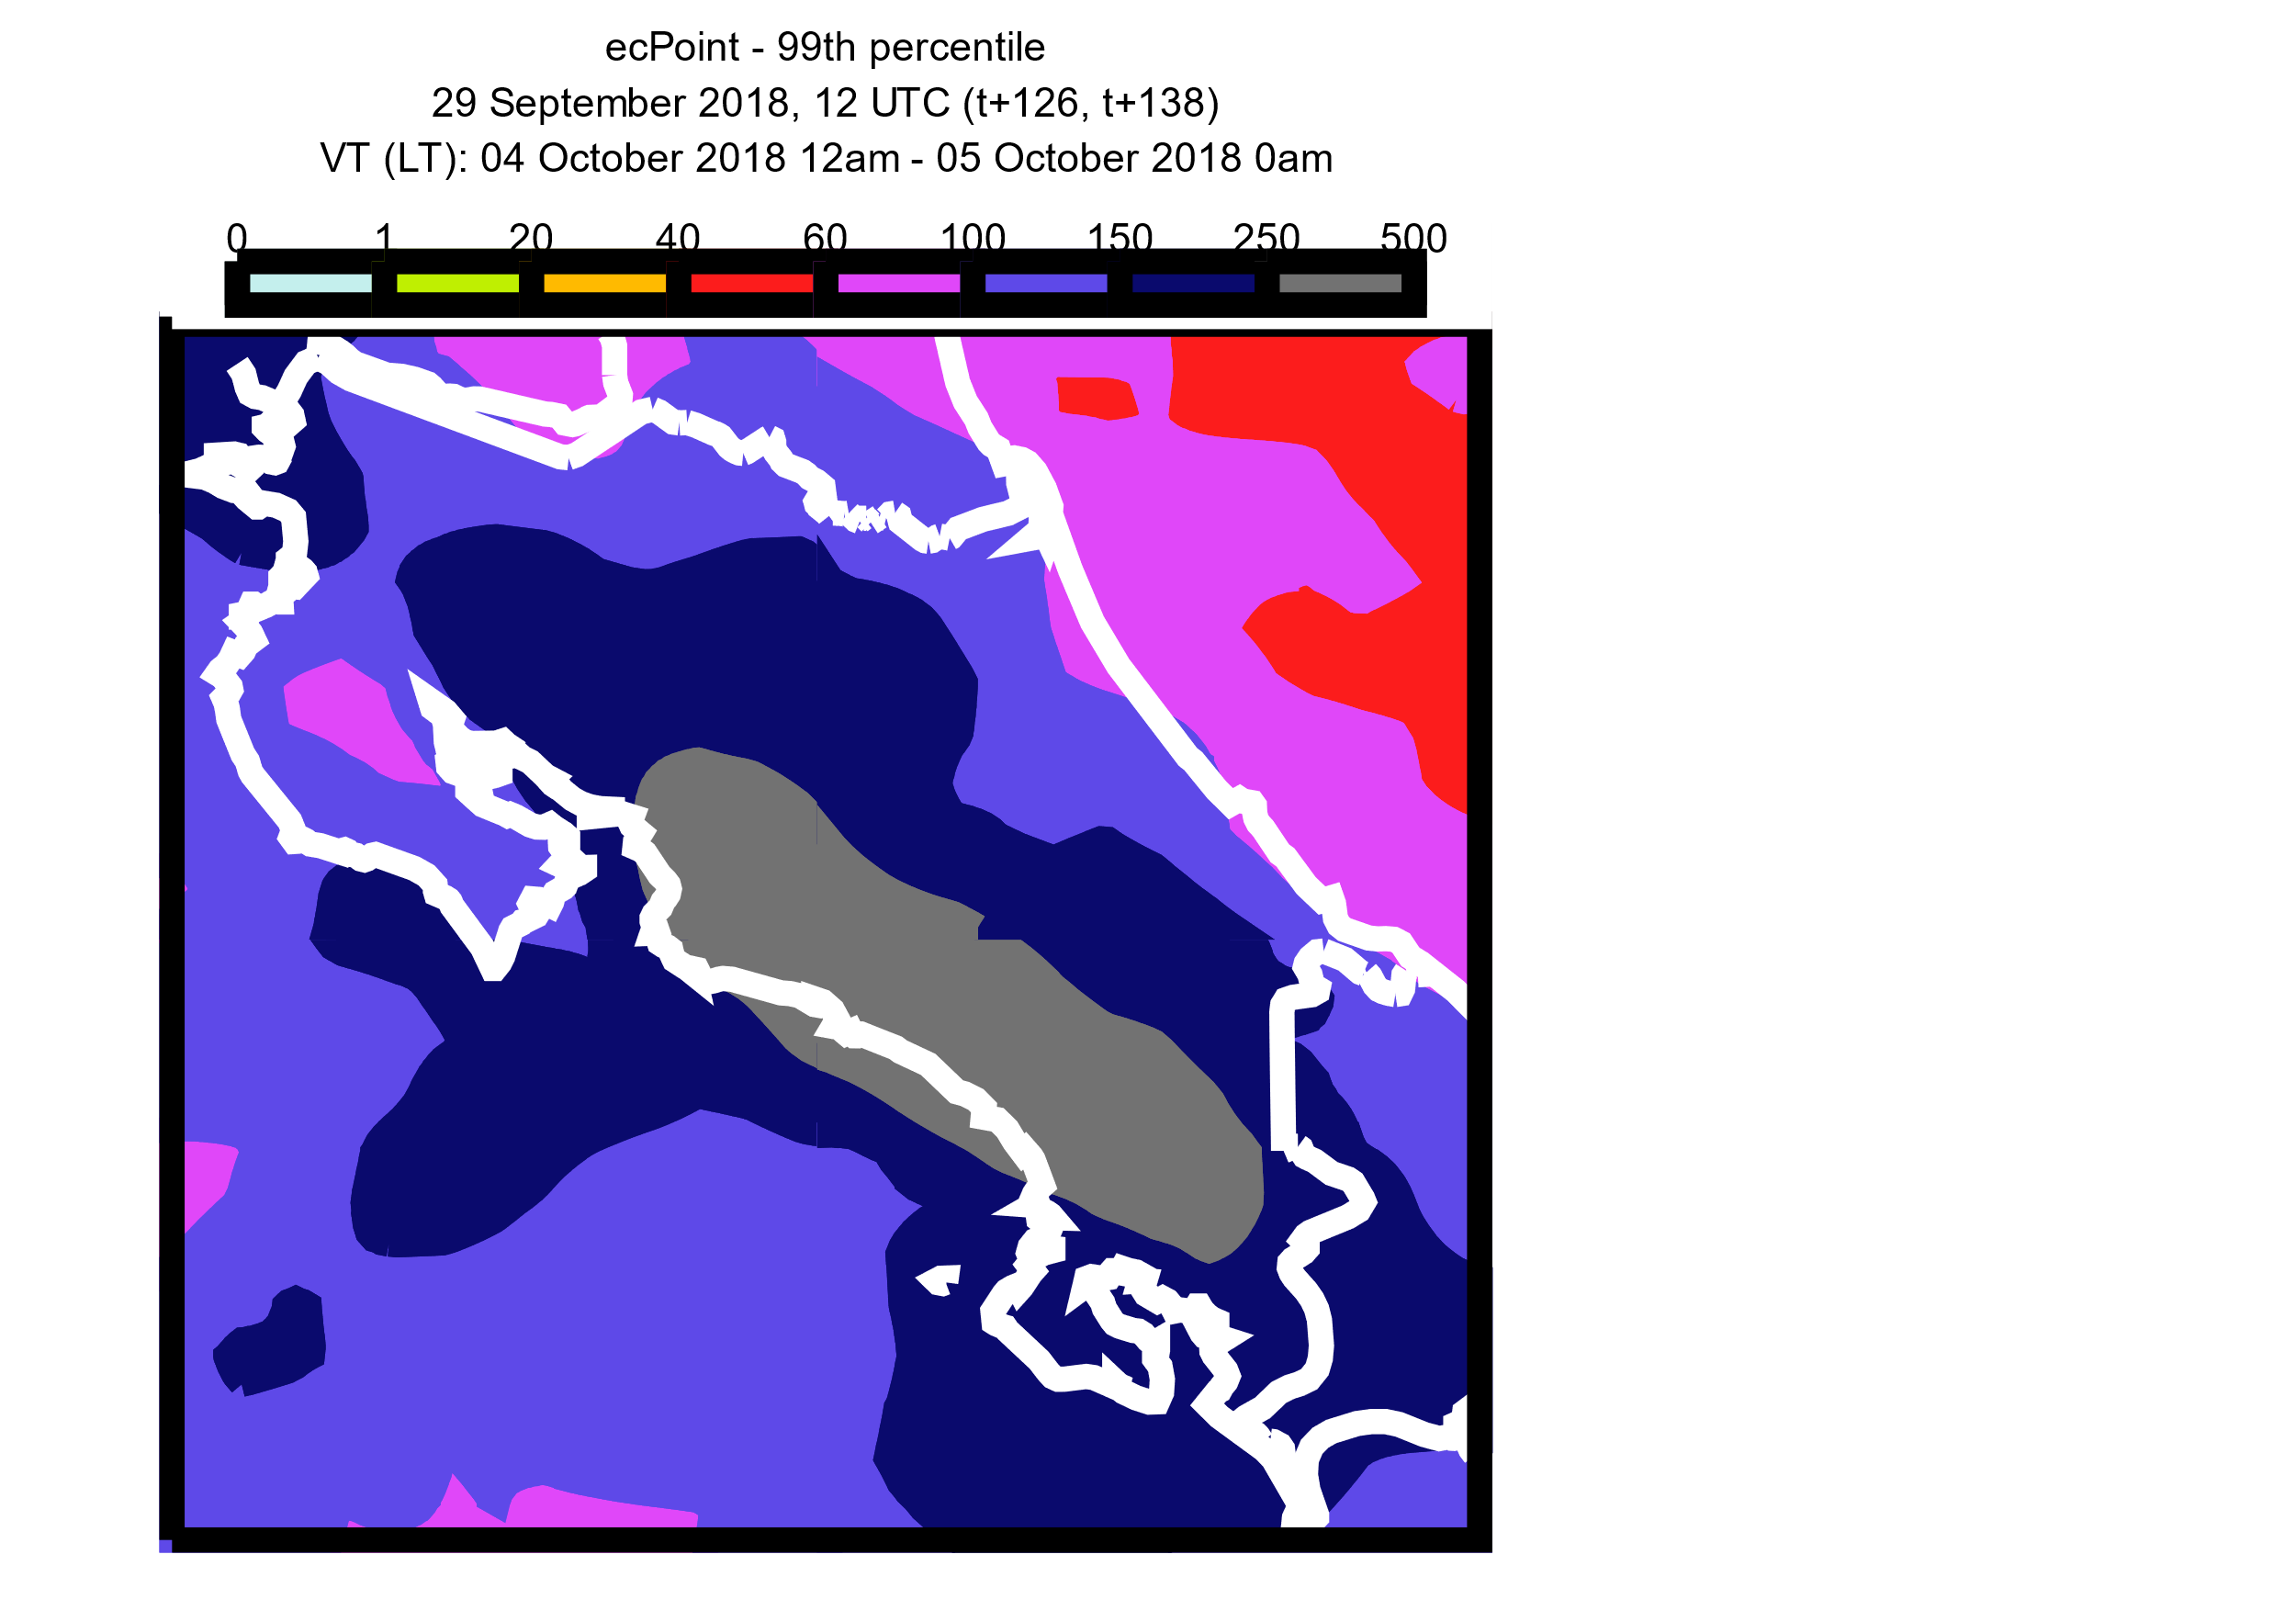 ecPoint - 99th percentile
29 September 2018, 12 UTC (t+126, t+138)
VT (LT): 04 October 2018 12am - 05 October 2018 0am
0 1 20 40 60 100 150 250 500